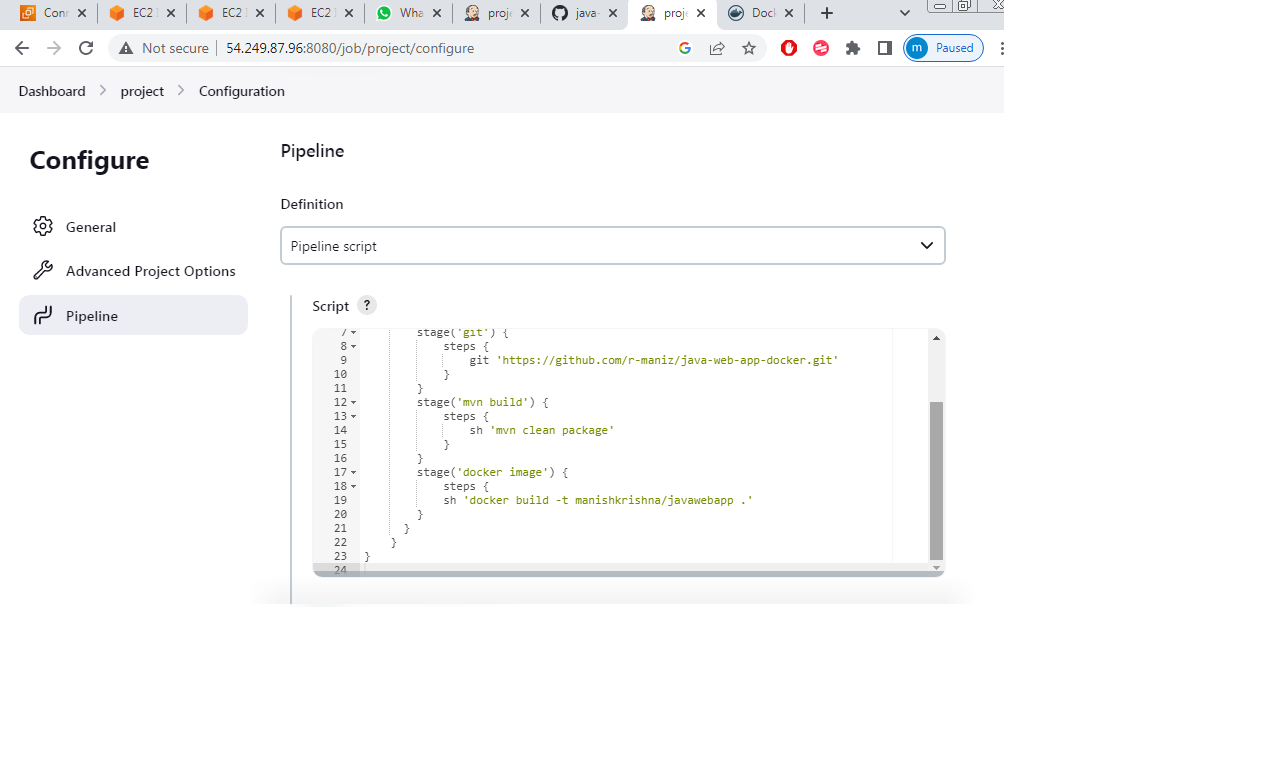 Conn
EC2 I
EC2 I
EC2 I
Wha
proje
java-
proje
Dock
Not secure
54.249.87.96:8080/job/project/configure
m
Paused
Dashboard
project
Configuration
Configure
General
Advanced Project Options
Pipeline
Pipeline
Definition
Pipeline script
Script ?
7 stage('git') {
8 steps {
9 git 'https://github.com/r-maniz/java-web-app-docker.git'
10 }
11 }
12 stage('mvn build') {
13 steps {
14 sh 'mvn clean package'
15 }
16 }
17 stage('docker image') {
18 steps {
19 sh 'docker build -t manishkrishna/javawebapp .'
20 }
21 }
22 }
23 }
24